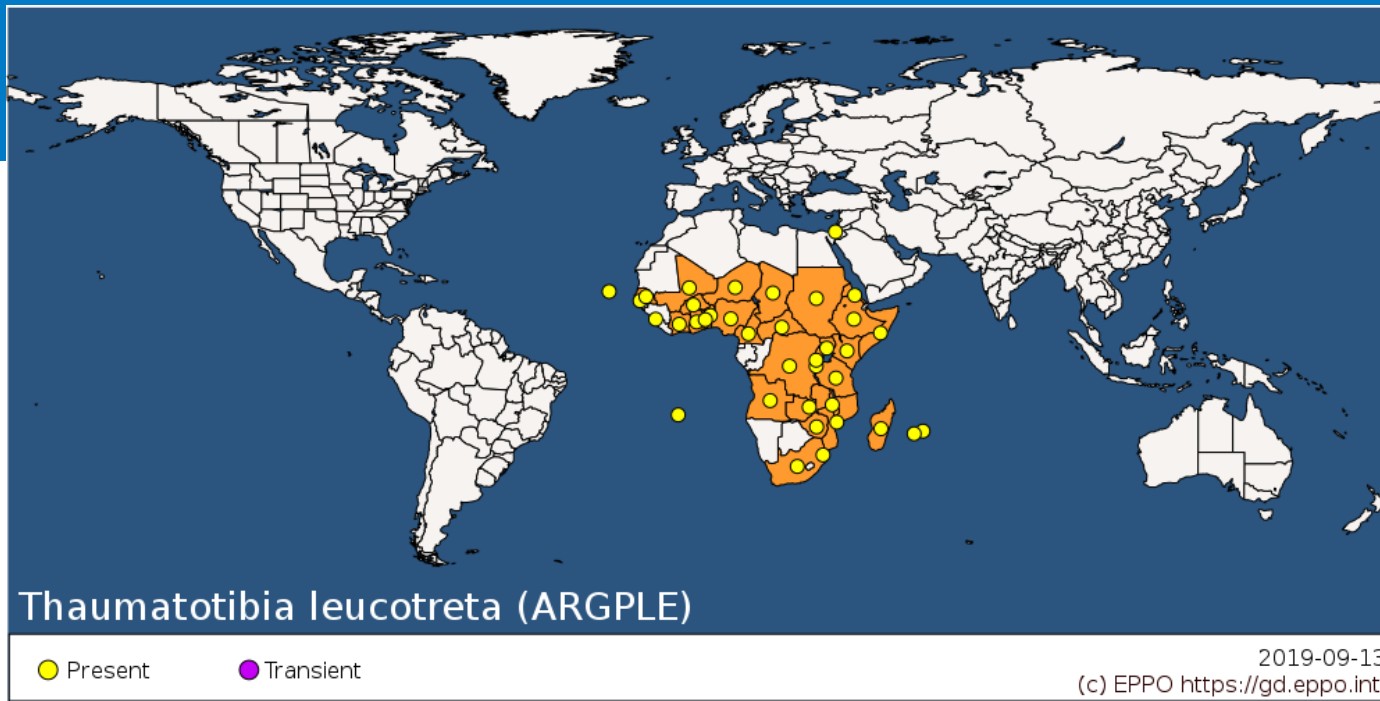 Thaumatotibia leucotreta (ARGPLE)
Present
Transient
2019-09-13
(c) EPPO https://gd.eppo.int